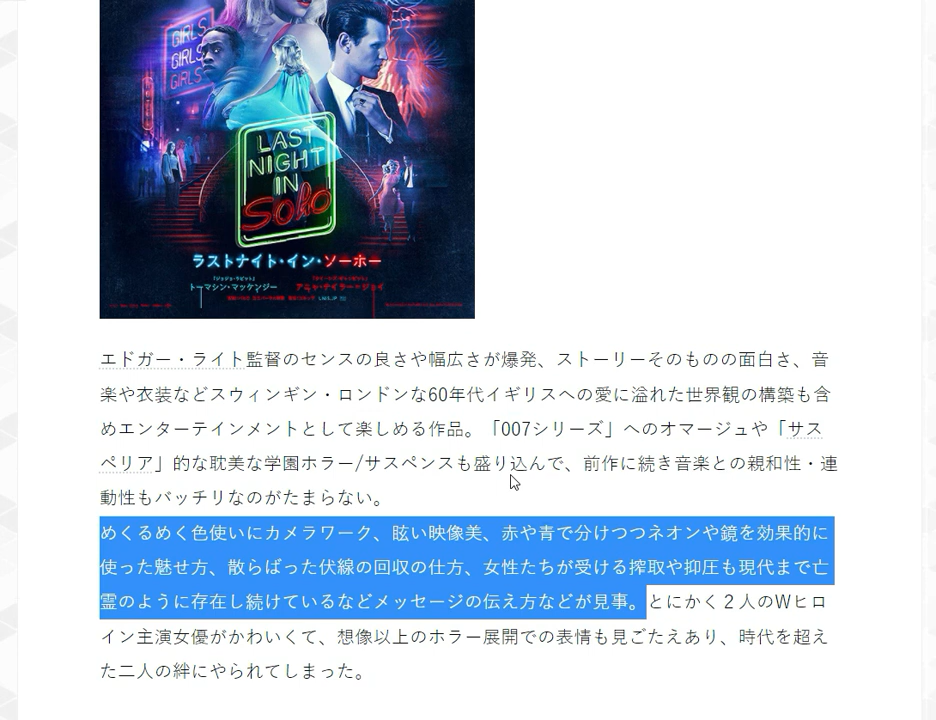 GIRLS
GIRLS
GIRLS
LAST
NIGHT
IN
Soho
ラストナイト・イン・ソーホー
トーマシン・マッケンジー アニャ・テイラー=ジョイ
エドガー・ライト監督のセンスの良さや幅広さが爆発、ストーリーそのものの面白さ、音
楽や衣装などスウィンギン・ロンドンな60年代イギリスへの愛に溢れた世界観の構築も含
めエンターテインメントとして楽しめる作品。「007シリーズ」へのオマージュや「サス
ペリア」的な耽美な学園ホラー/サスペンスも盛り込んで、前作に続き音楽との親和性・連
動性もバッチリなのがたまらない。
めくるめく色使いにカメラワーク、眩い映像美、赤や青で分けつつネオンや鏡を効果的に
使った魅せ方、散らばった伏線の回収の仕方、女性たちが受ける搾取や抑圧も現代まで亡
霊のように存在し続けているなどメッセージの伝え方などが見事。とにかく２人のWヒロ
イン主演女優がかわいくて、想像以上のホラー展開での表情も見ごたえあり、時代を超え
た二人の絆にやられてしまった。